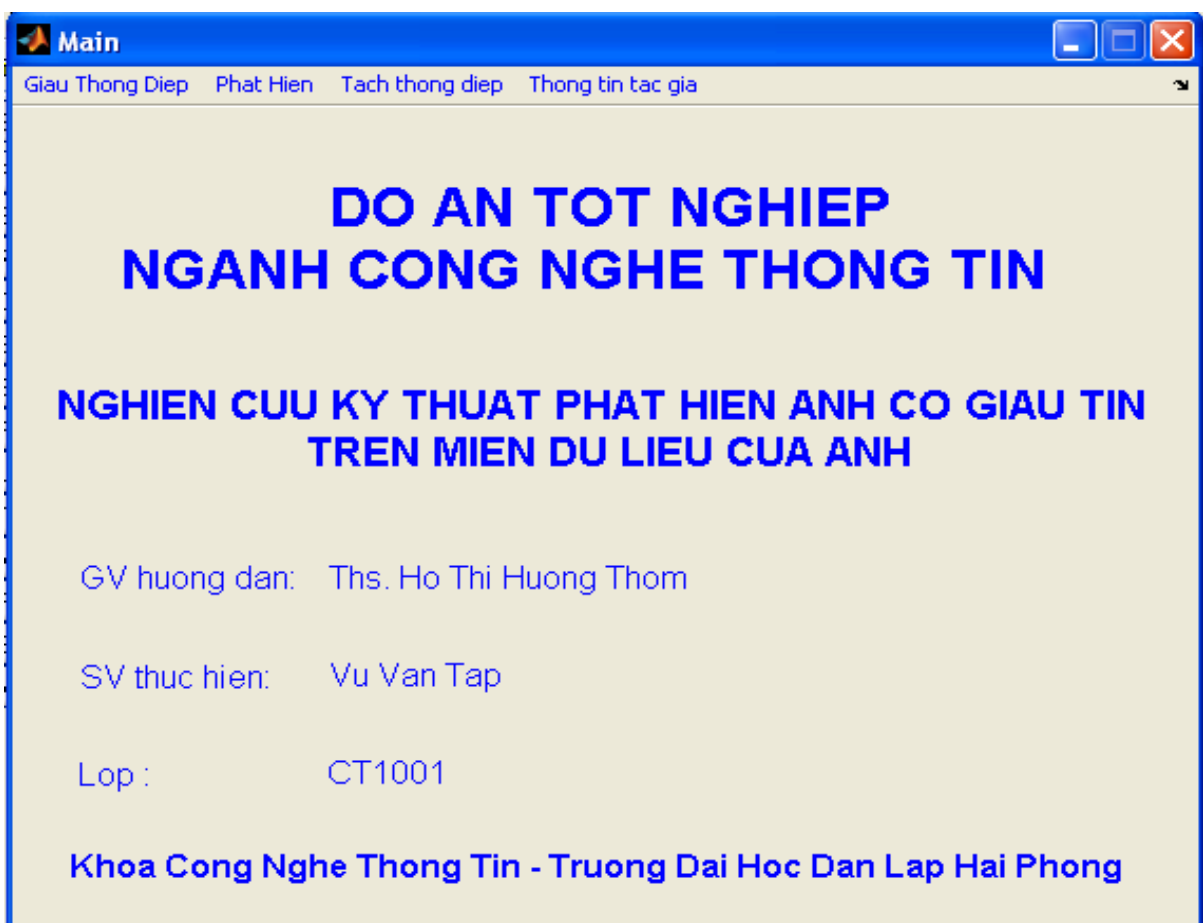 Main
Giau Thong Diep Phat Hien Tach thong diep Thong tin tac gia
DO AN TOT NGHIEP
NGANH CONG NGHE THONG TIN
NGHIEN CUU KY THUAT PHAT HIEN ANH CO GIAU TIN
TREN MIEN DU LIEU CUA ANH
GV huong dan: Ths. Ho Thi Huong Thom
SV thuc hien: Vu Van Tap
Lop : CT1001
Khoa Cong Nghe Thong Tin - Truong Dai Hoc Dan Lap Hai Phong